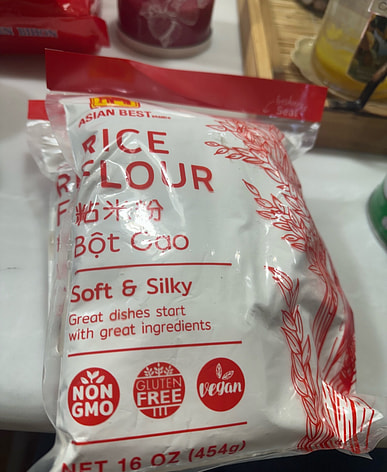 ASIAN BEST
RICE
FLOUR
粘米粉
Bột Gạo
Soft & Silky
Great dishes start
with great ingredients
NON
GMO
GLUTEN
FREE
Vegan
NET 16 OZ (454g)